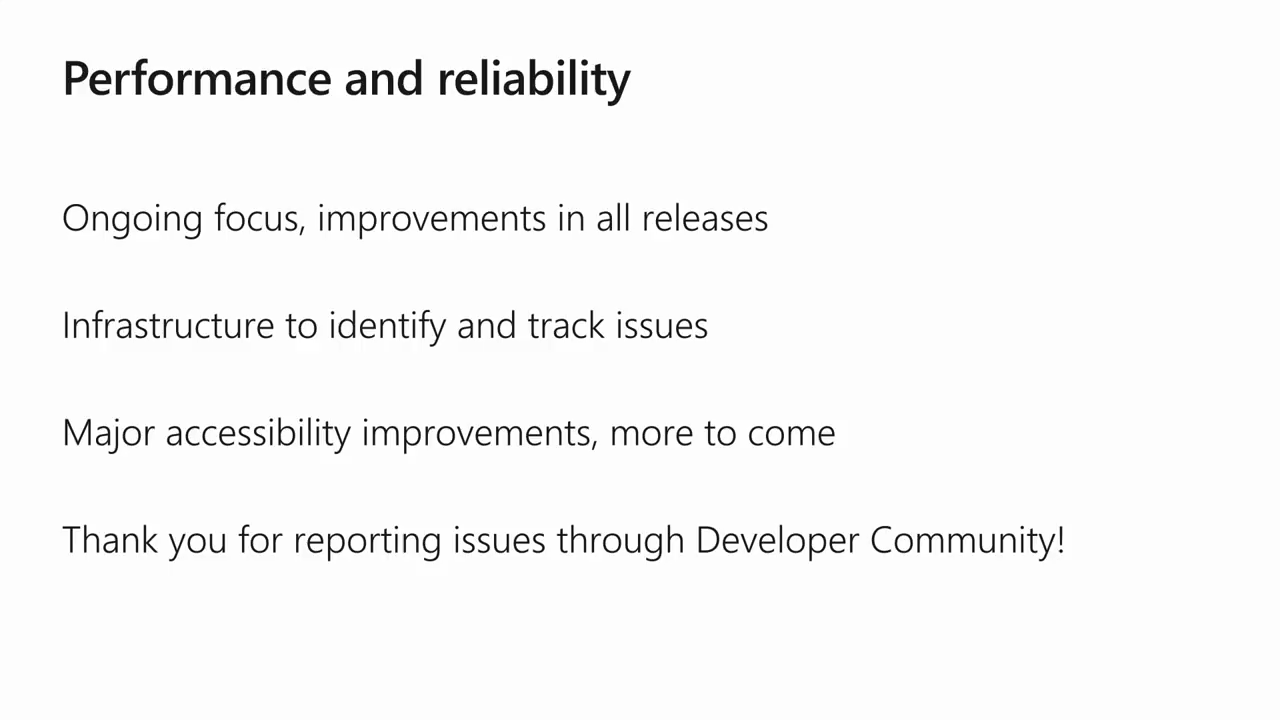 Performance and reliability
Ongoing focus, improvements in all releases
Infrastructure to identify and track issues
Major accessibility improvements, more to come
Thank you for reporting issues through Developer Community!